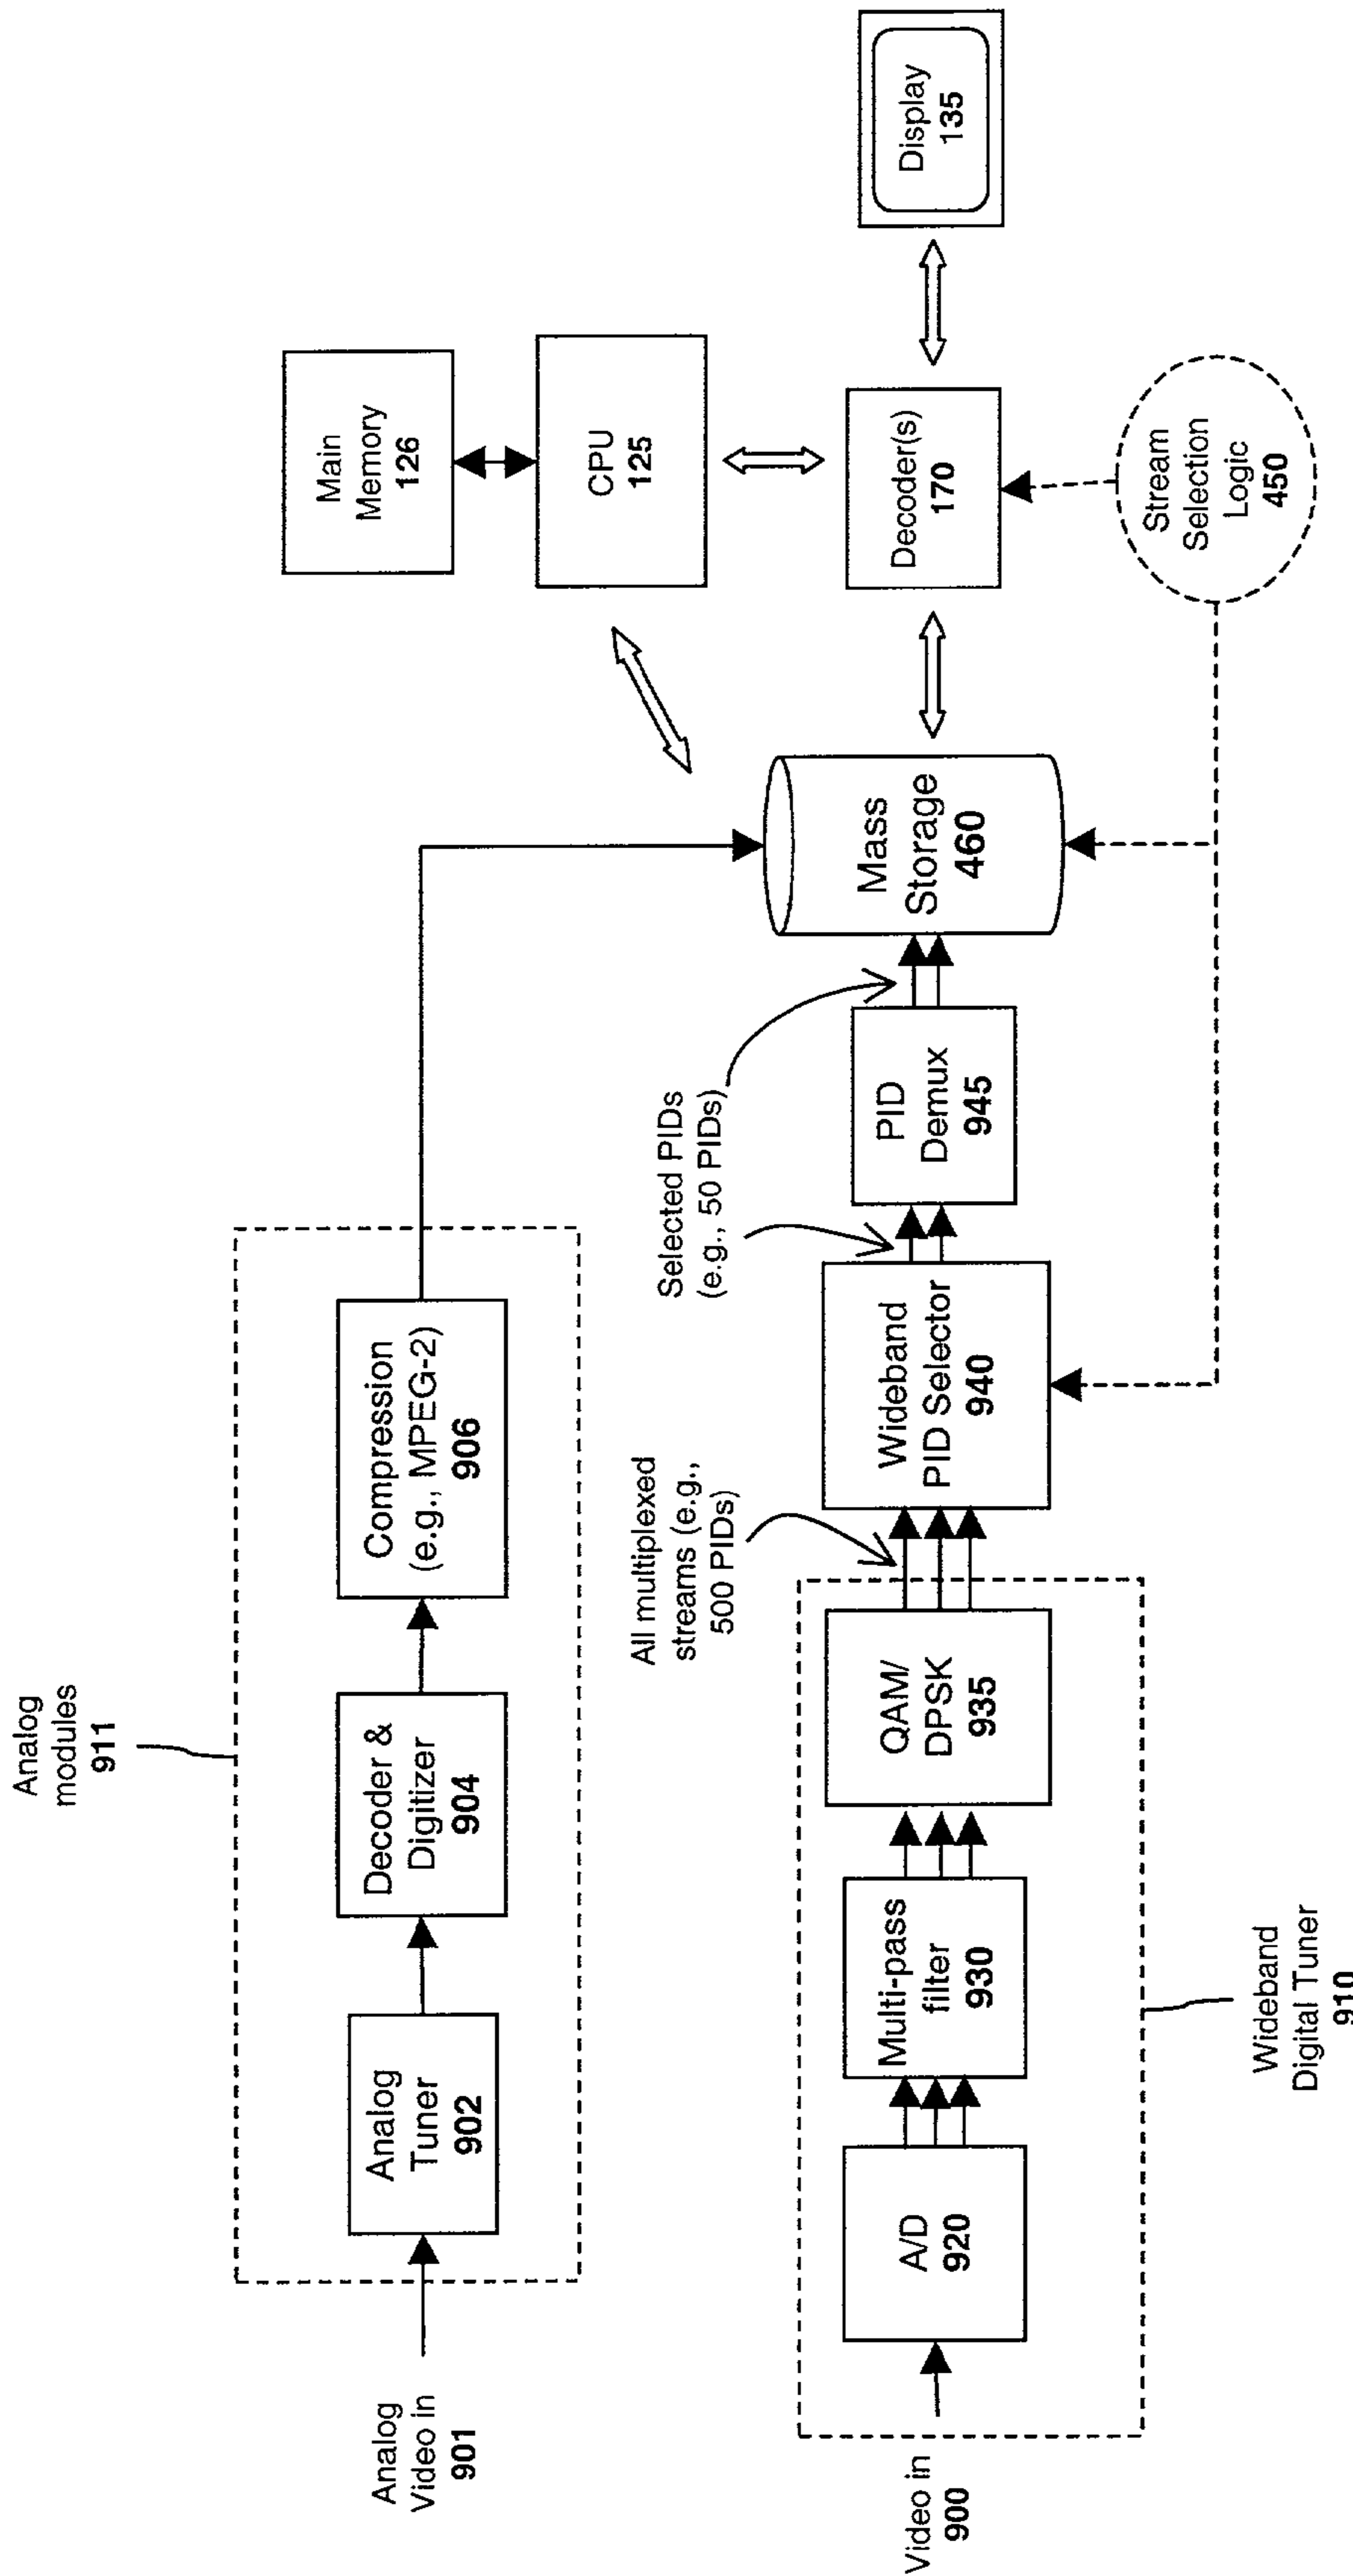 Analog
modules
911
Analog
Video in
901
Analog
Tuner
902
Decoder &
Digitizer
904
Compression
(e.g., MPEG-2)
906
Main
Memory
126
CPU
125
Video in
900
A/D
920
Multi-pass
filter
930
QAM/
DPSK
935
All multiplexed
streams (e.g.,
500 PIDs)
Wideband
PID Selector
940
Selected PIDs
(e.g., 50 PIDs)
PID
Demux
945
Mass
Storage
460
Decoder(s)
170
Display
135
Stream
Selection
Logic
450
Wideband
Digital Tuner
910